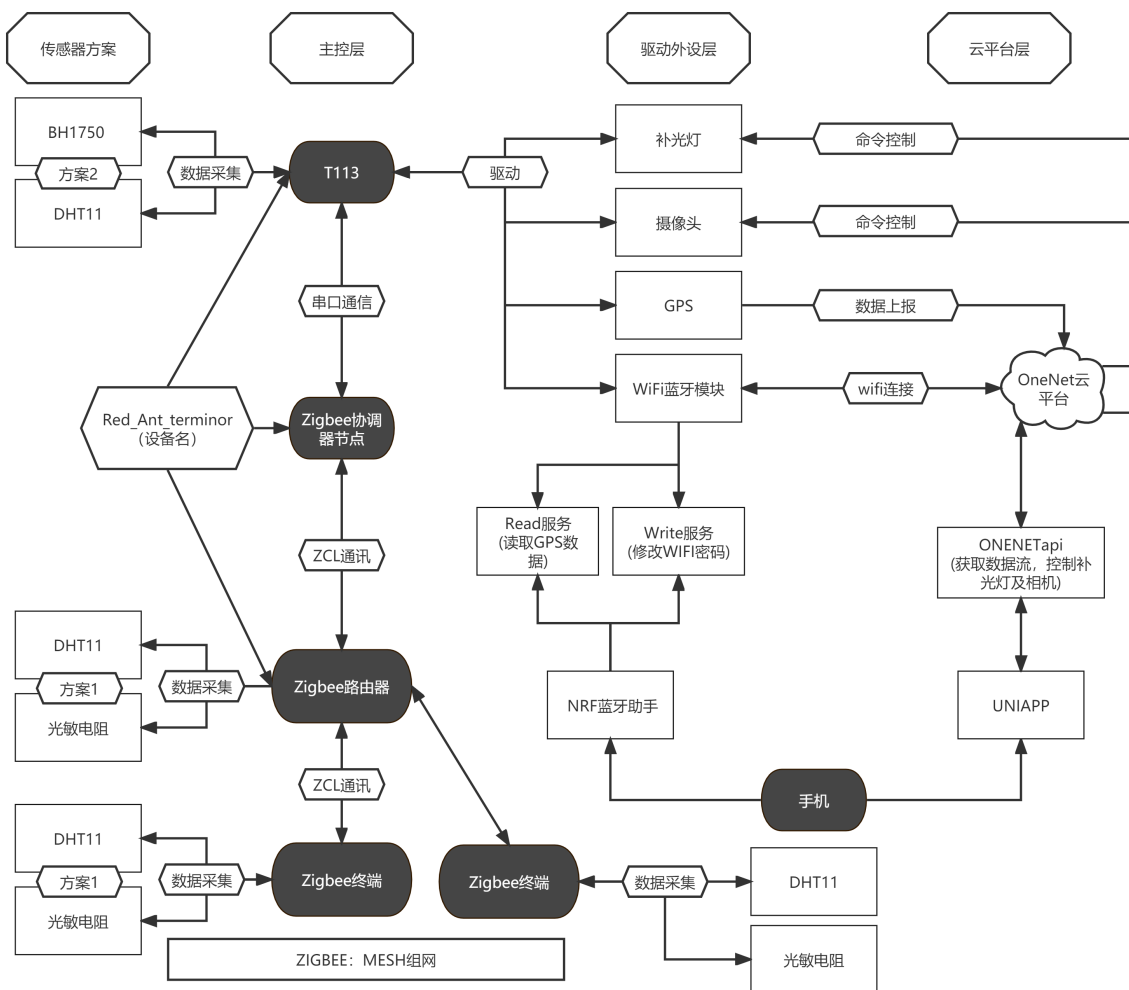 传感器方案
主控层
驱动外设层
云平台层
BH1750
方案2
DHT11
数据采集
T113
驱动
补光灯
命令控制
摄像头
命令控制
串口通信
GPS
数据上报
WiFi蓝牙模块
wifi连接
OneNet云
平台
Red_Ant_terminor
（设备名）
Zigbee协调
器节点
Read服务
(读取GPS数
据)
Write服务
(修改WIFI密码)
ONENETapi
(获取数据流，控制补
光灯及相机)
ZCL通讯
DHT11
方案1
光敏电阻
数据采集
Zigbee路由器
NRF蓝牙助手
UNIAPP
ZCL通讯
手机
DHT11
方案1
光敏电阻
数据采集
Zigbee终端
Zigbee终端
数据采集
DHT11
光敏电阻
ZIGBEE：MESH组网